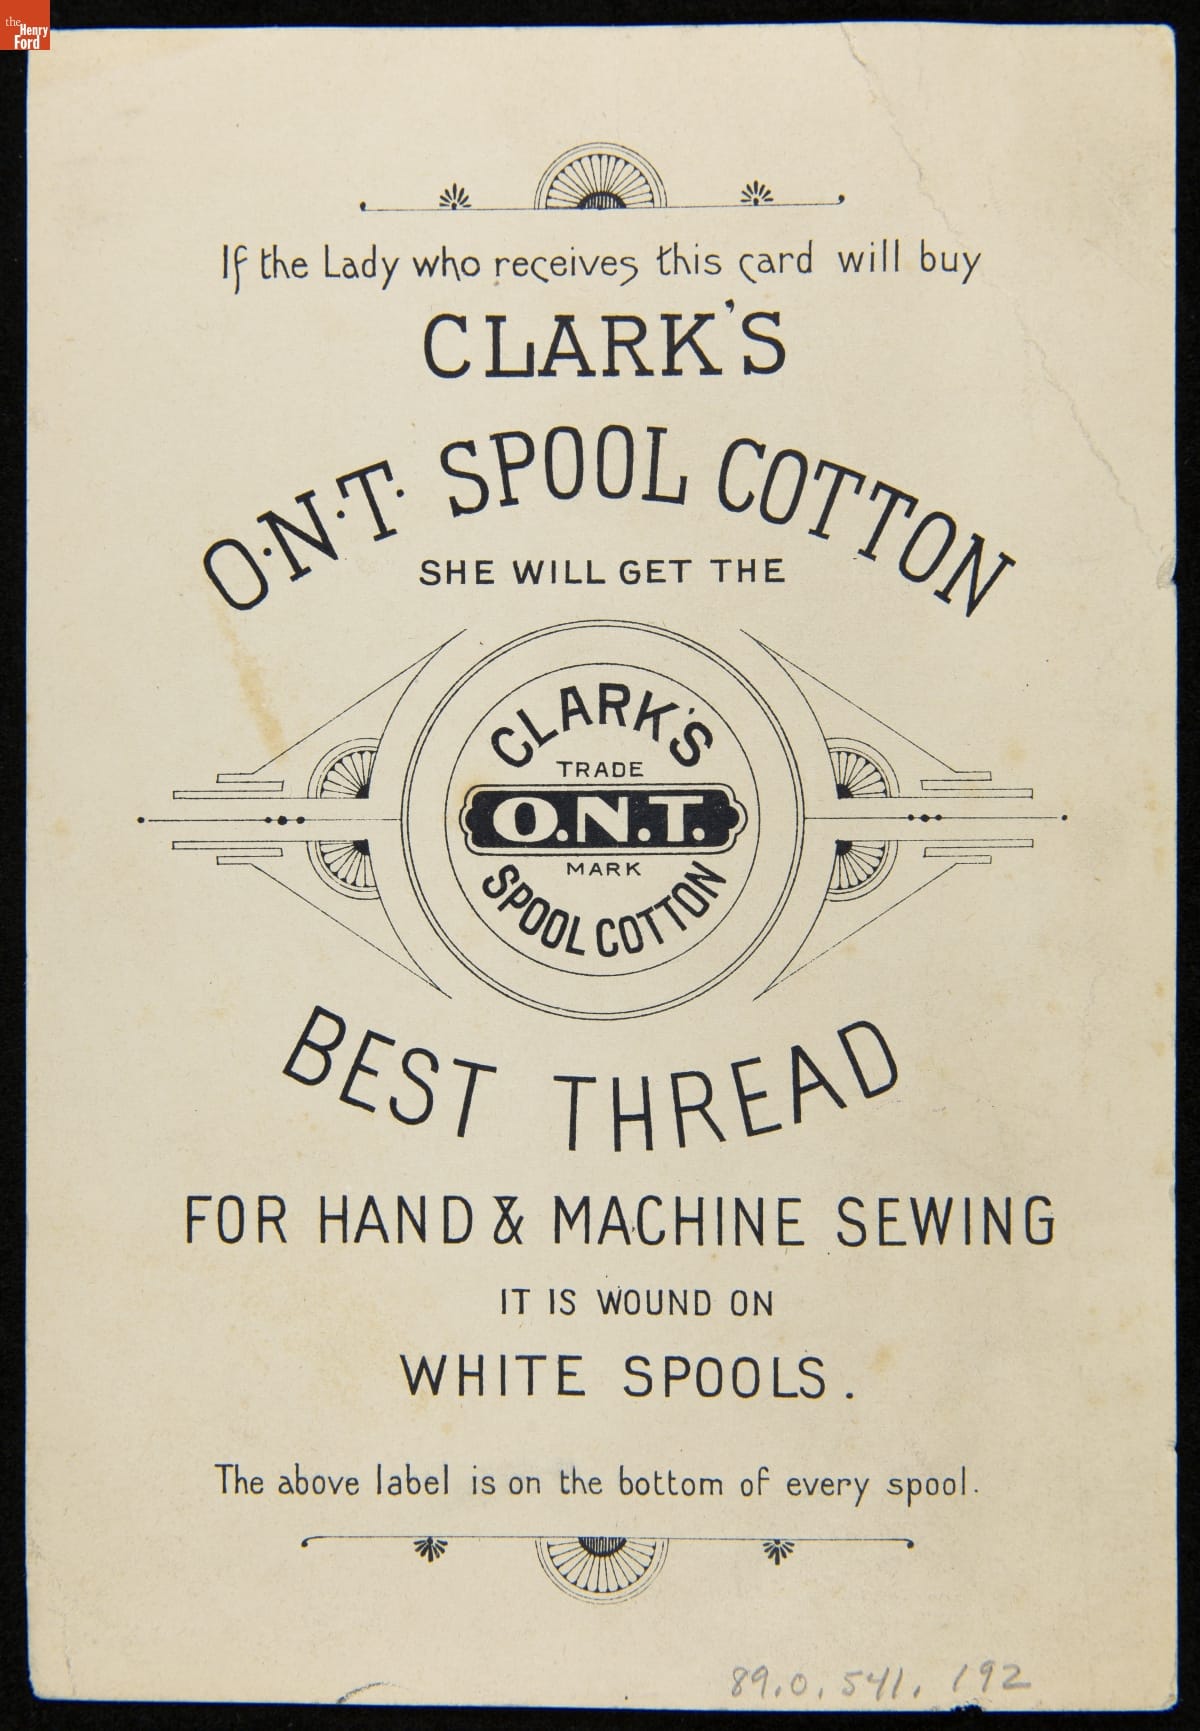 the
Henry
Ford
If the Lady who receives this card will buy
CLARK'S
O.N.T. SPOOL COTTON
SHE WILL GET THE
CLARK'S
TRADE
O.N.T.
MARK
SPOOL COTTON
BEST THREAD
FOR HAND & MACHINE SEWING
IT IS WOUND ON
WHITE SPOOLS.
The above label is on the bottom of every spool.
89.0.541.192